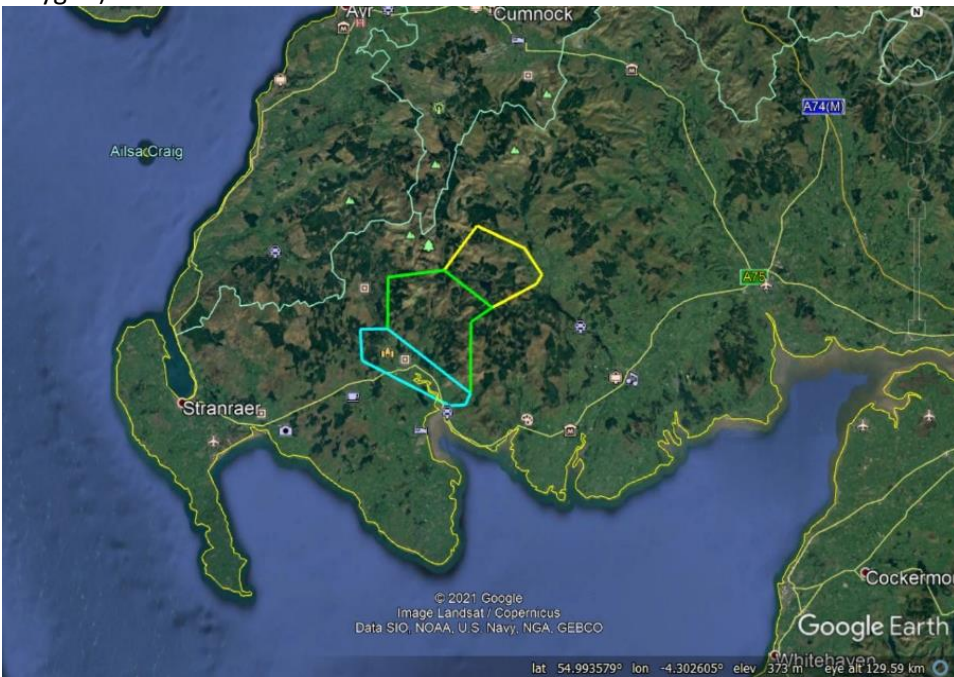 Ayr
Cumnock
N
A74(M)
Ailsa Craig
A75
Stranraer
Cockermo
© 2021 Google
Image Landsat / Copernicus
Data SIO, NOAA, U.S. Navy, NGA, GEBCO
Google Earth
Whitehaven
lat 54.993579° lon -4.302605° elev 373 m eye alt 129.59 km